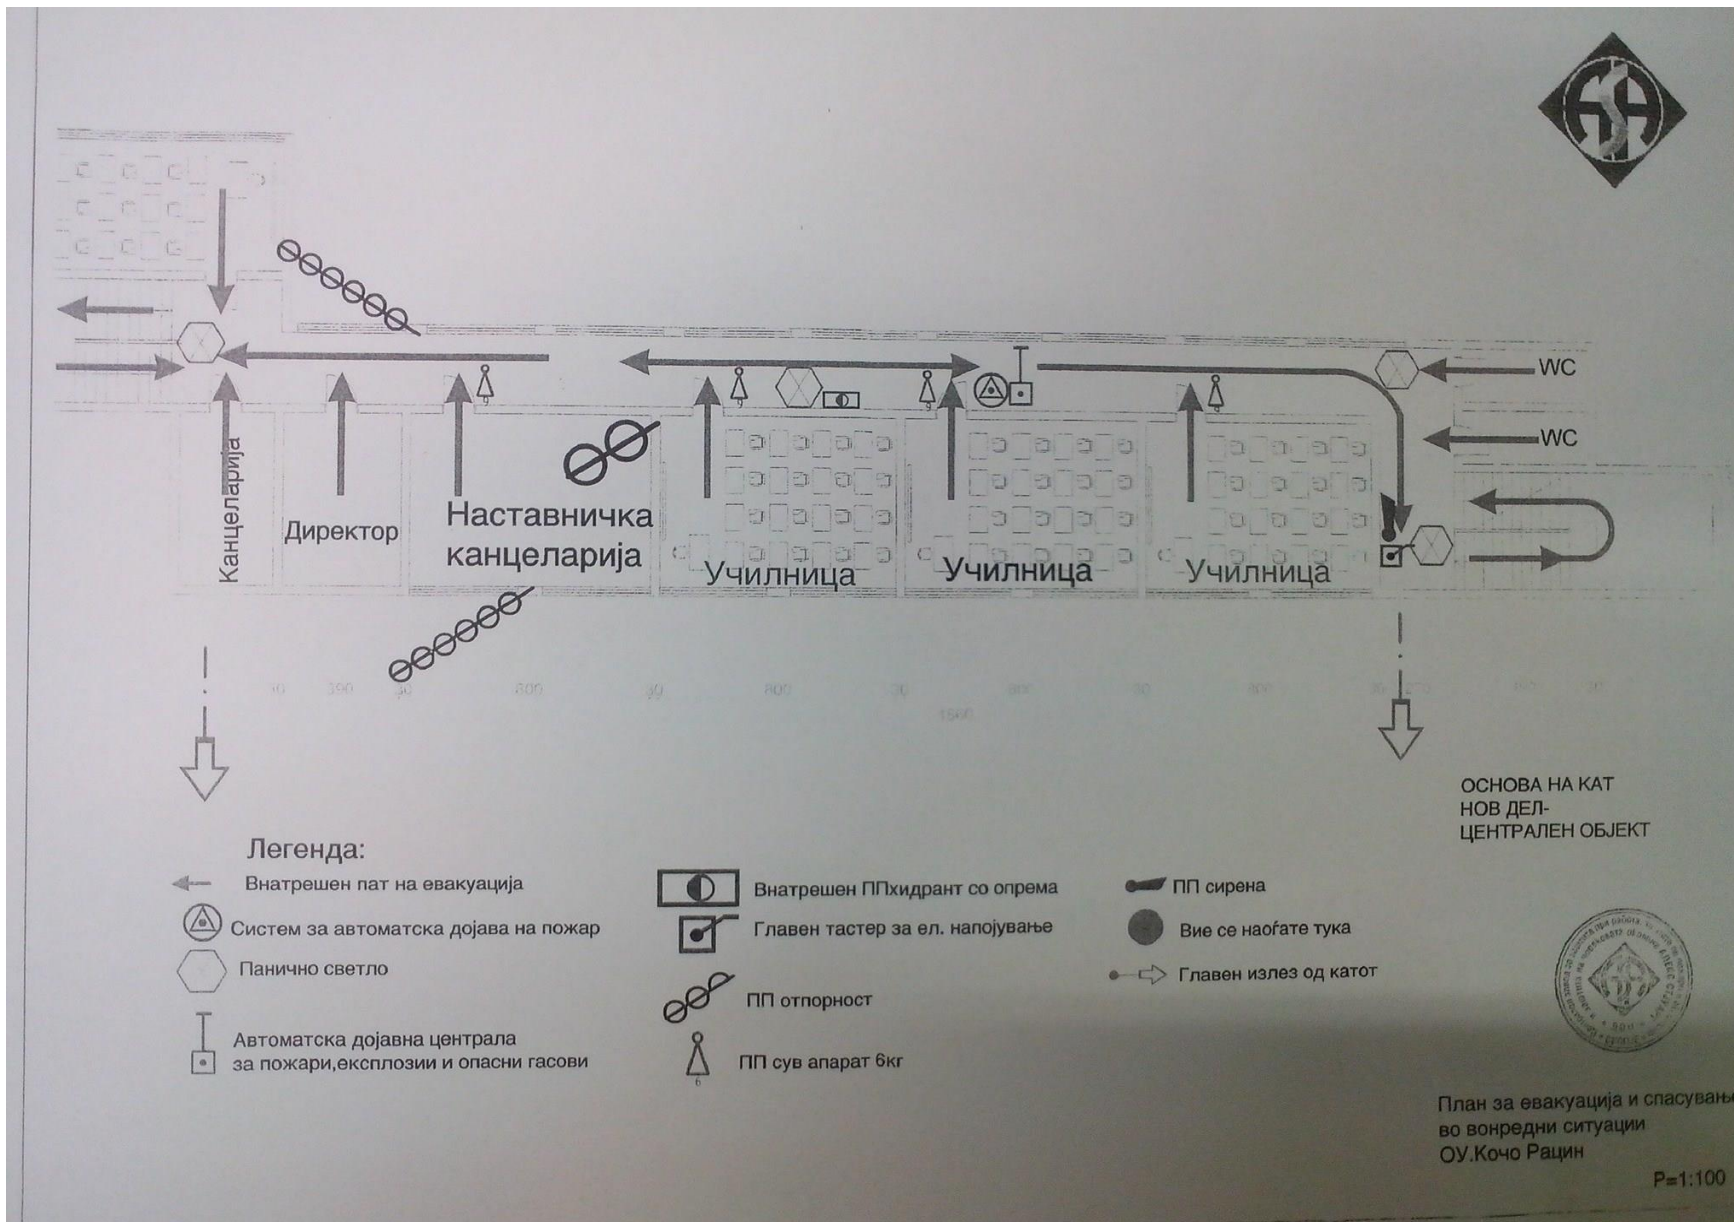 WC
WC
Канцеларија
Директор
Наставничка
канцеларија
Училница
Училница
Училница
ОСНОВА НА КАТ
НОВ ДЕЛ-
ЦЕНТРАЛЕН ОБЈЕКТ
Легенда:
Внатрешен пат на евакуација
Систем за автоматска дојава на пожар
Панично светло
Автоматска дојавна централа
за пожари,експлозии и опасни гасови
Внатрешен ППхидрант со опрема
Главен тастер за ел. напојување
ПП отпорност
ПП сув апарат 6кг
6
ПП сирена
Вие се наоѓате тука
Главен излез од катот
План за евакуација и спасување
во вонредни ситуации
ОУ.Кочо Рацин
Р=1:100